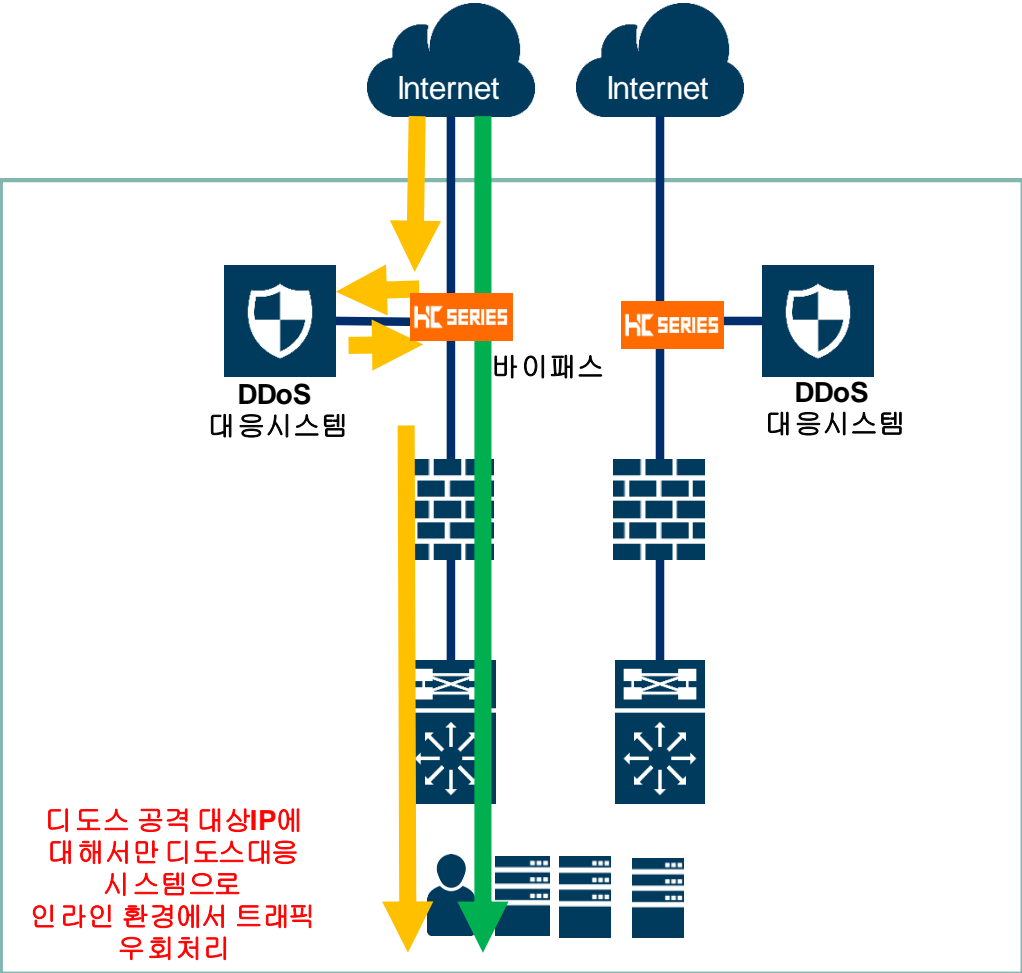 Internet
Internet
HC SERIES
HC SERIES
바이패스
DDoS
대응시스템
DDoS
대응시스템
디도스 공격 대상IP에
대해서만 디도스대응
시스템으로
인라인 환경에서 트래픽
우회처리